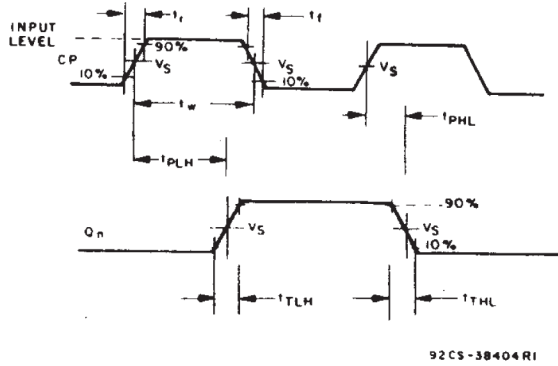 INPUT
LEVEL
CP
tr
tf
90%
VS
10%
VS
10%
VS
tw
tPLH
tPHL
Qn
VS
90%
VS
10%
tTLH
tTHL
92CS-38404RI